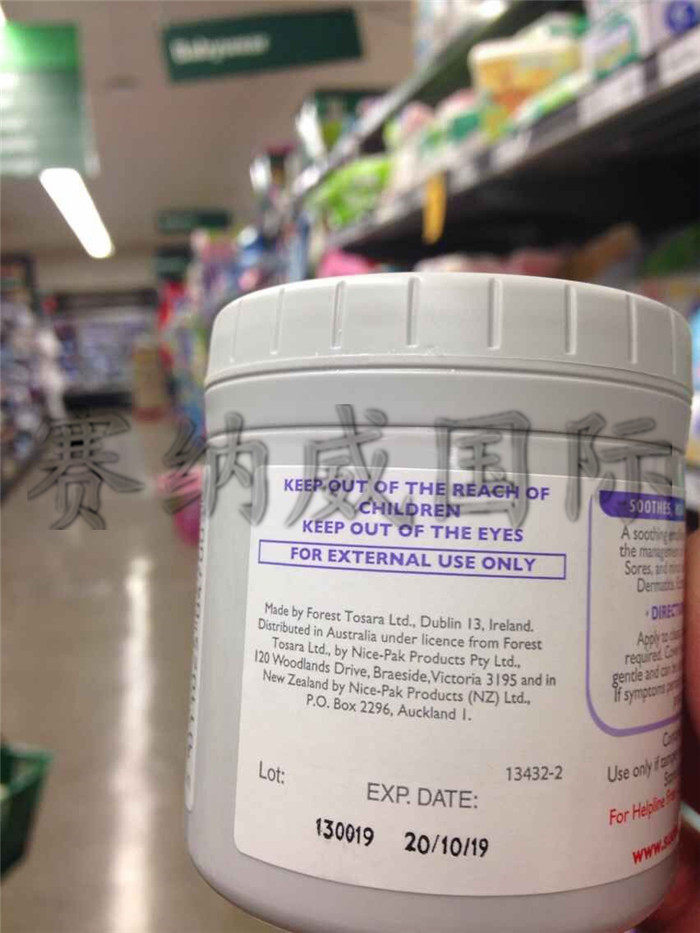 Babywear
赛纳威国际
KEEP OUT OF THE REACH OF
CHILDREN
KEEP OUT OF THE EYES
FOR EXTERNAL USE ONLY
Made by Forest Tosara Ltd., Dublin 13, Ireland.
Distributed in Australia under licence from Forest
Tosara Ltd., by Nice-Pak Products Pty Ltd.,
120 Woodlands Drive, Braeside, Victoria 3195 and in
New Zealand by Nice-Pak Products (NZ) Ltd.,
P.O. Box 2296, Auckland 1.
Lot:
13432-2
EXP. DATE:
130019 20/10/19
SOOTHES,
A soothing
the manage
Sores, and
Dermatitis,
Apply to
required.
gentle and can
If symptoms
Use only if
For Helpline
www.